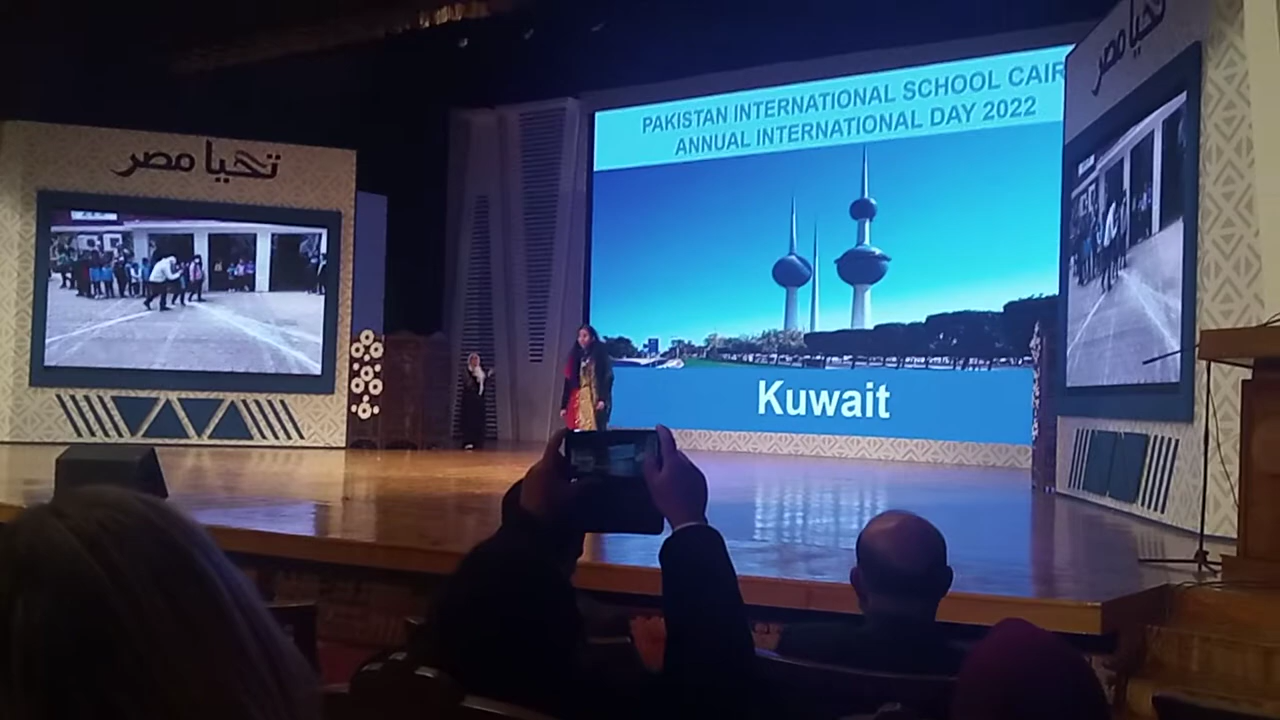 تحيا مصر
PAKISTAN INTERNATIONAL SCHOOL CAIR
ANNUAL INTERNATIONAL DAY 2022
Kuwait
تحيا مصر